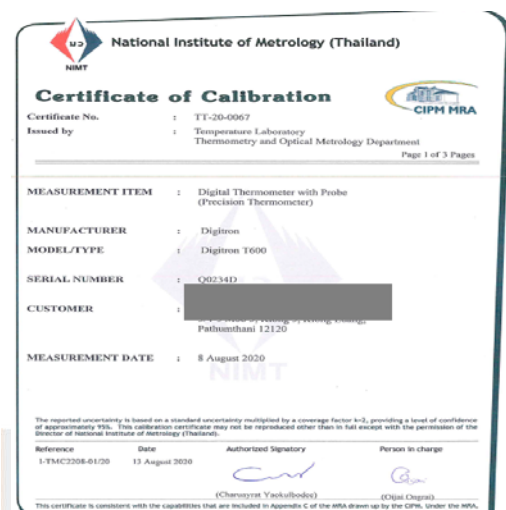 National Institute of Metrology (Thailand)
NIMT
Certificate of Calibration
CIPM MRA
Certificate No. : TT-20-0067
Issued by : Temperature Laboratory
Thermometry and Optical Metrology Department
Page 1 of 3 Pages
MEASUREMENT ITEM : Digital Thermometer with Probe
(Precision Thermometer)
MANUFACTURER : Digitron
MODEL/TYPE : Digitron T600
SERIAL NUMBER : Q0234D
CUSTOMER :
Pathumthani 12120
MEASUREMENT DATE : 8 August 2020
NIMT
The reported uncertainty is based on a standard uncertainty multiplied by a coverage factor k=2, providing a level of confidence
of approximately 95%. This calibration certificate may not be reproduced other than in full except with the permission of the
Director of National Institute of Metrology (Thailand).
Reference Date Authorized Signatory Person in charge
1-TMC2208-01/20 13 August 2020
(Charusyrat Yaokulbodee) (Oijai Ongrai)
This certificate is consistent with the capabilities that are included in Appendix C of the MRA drawn up by the CIPM. Under the MRA,